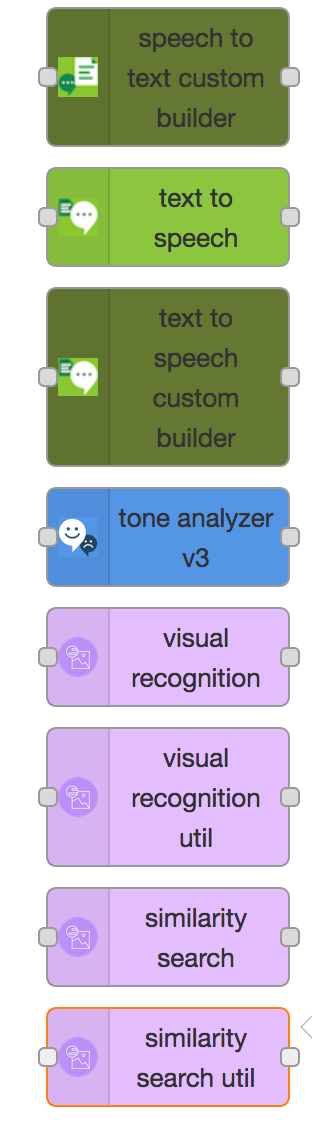 speech to
text custom
builder
text to
speech
text to
speech
custom
builder
tone analyzer
v3
visual
recognition
visual
recognition
util
similarity
search
similarity
search util